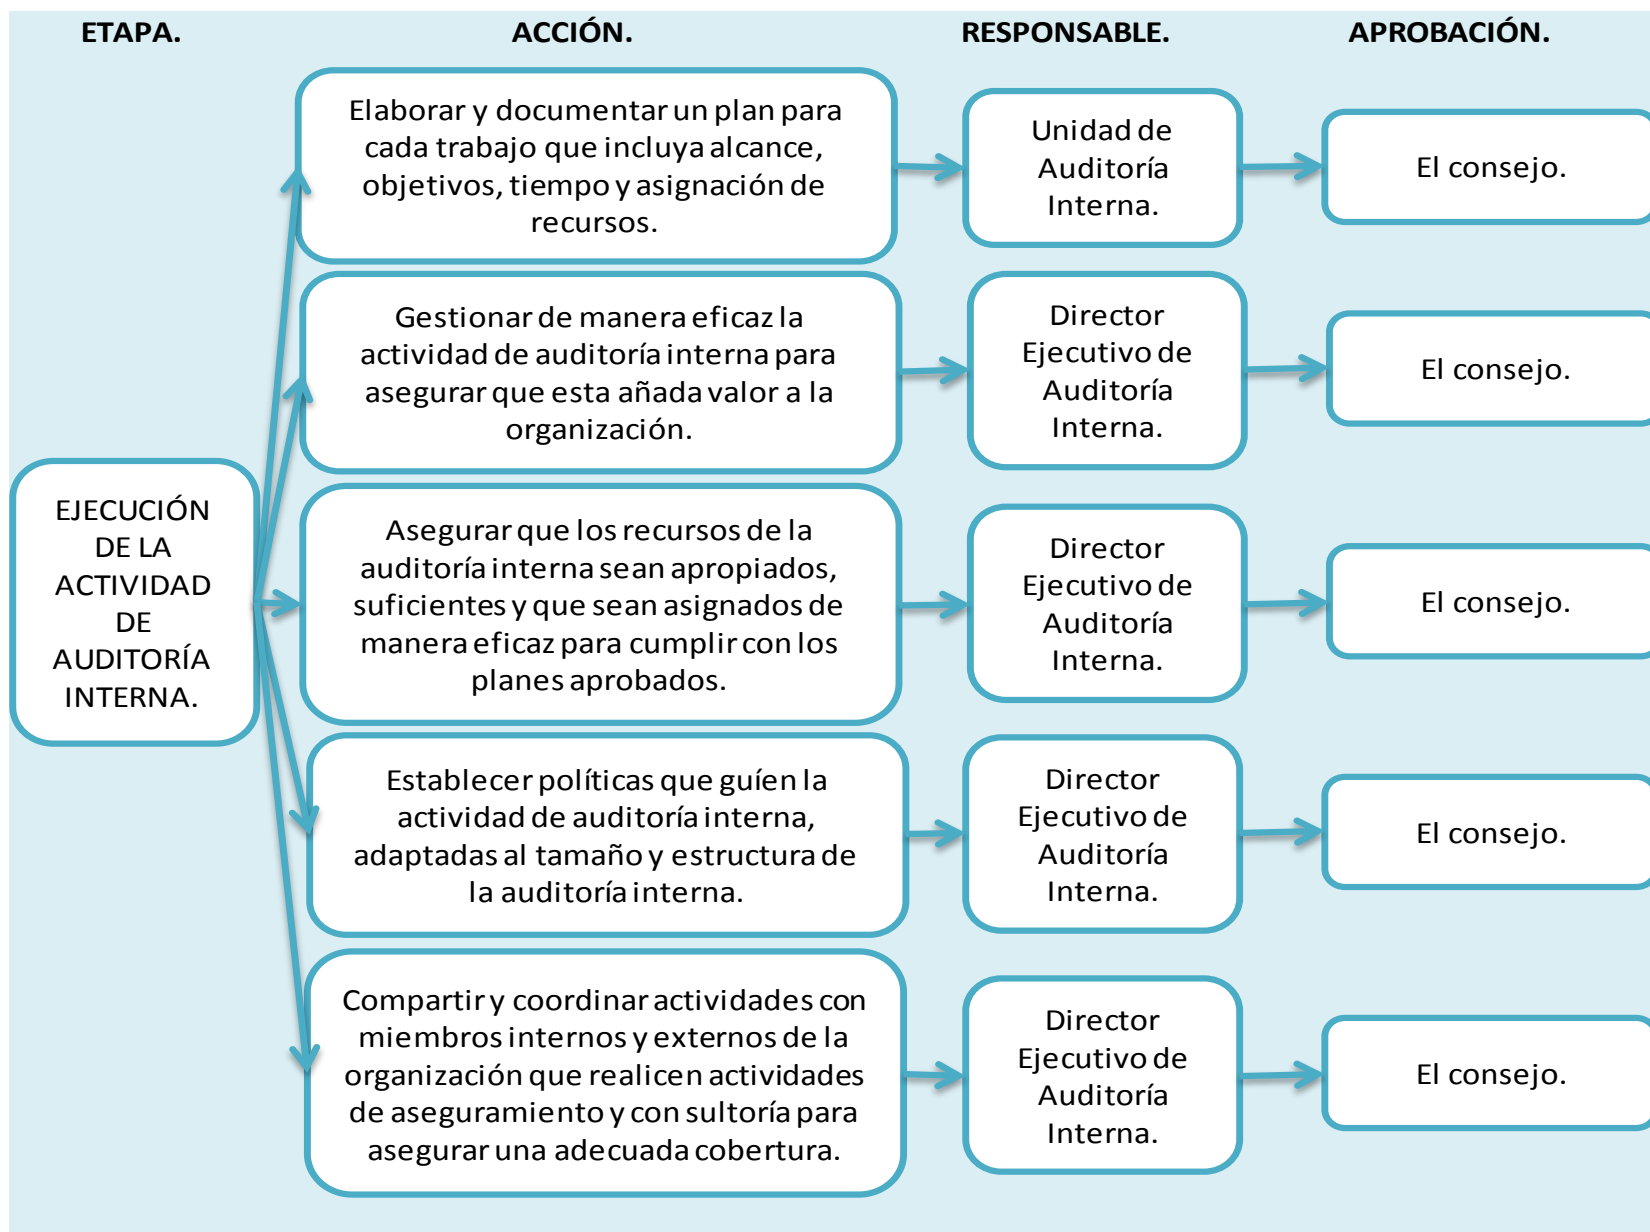 ETAPA.
ACCIÓN.
RESPONSABLE.
APROBACIÓN.
EJECUCIÓN
DE LA
ACTIVIDAD
DE
AUDITORÍA
INTERNA.
Elaborar y documentar un plan para
cada trabajo que incluya alcance,
objetivos, tiempo y asignación de
recursos.
Unidad de
Auditoría
Interna.
El consejo.
Gestionar de manera eficaz la
actividad de auditoría interna para
asegurar que esta añada valor a la
organización.
Director
Ejecutivo de
Auditoría
Interna.
El consejo.
Asegurar que los recursos de la
auditoría interna sean apropiados,
suficientes y que sean asignados de
manera eficaz para cumplir con los
planes aprobados.
Director
Ejecutivo de
Auditoría
Interna.
El consejo.
Establecer políticas que guíen la
actividad de auditoría interna,
adaptadas al tamaño y estructura de
la auditoría interna.
Director
Ejecutivo de
Auditoría
Interna.
El consejo.
Compartir y coordinar actividades con
miembros internos y externos de la
organización que realicen actividades
de aseguramiento y con sultoría para
asegurar una adecuada cobertura.
Director
Ejecutivo de
Auditoría
Interna.
El consejo.